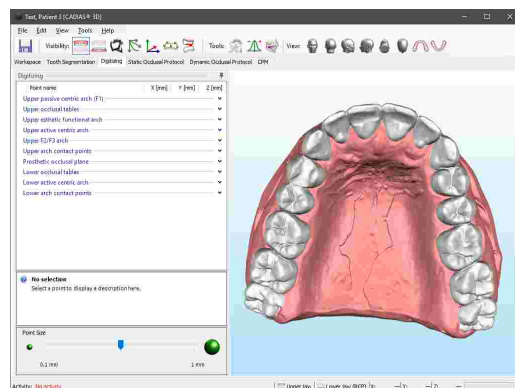 Test, Patient 3 [CADIAS® 3D]
File Edit View Tools Help
Visibility: Tools: View:
Workspace Tooth Segmentation Digitizing Static Occlusal Protocol Dynamic Occlusal Protocol CPM
Digitizing
Point name X [mm] Y [mm] Z [mm]
Upper passive centric arch (F1)
Upper occlusal tables
Upper esthetic functional arch
Upper active centric arch
Upper F2/F3 arch
Upper arch contact points
Prosthetic occlusal plane
Lower occlusal tables
Lower active centric arch
Lower arch contact points
No selection
Select a point to display a description here.
Point Size
0.1 mm 1 mm
Activity: No activity Upper jaw Lower jaw (RCP) X: — Y: — Z: —